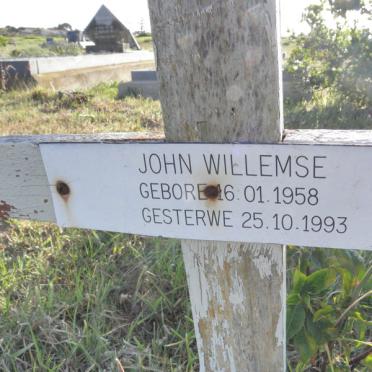 JOHN WILLEMSE
GEBORE 16.01.1958
GESTERWE 25.10.1993